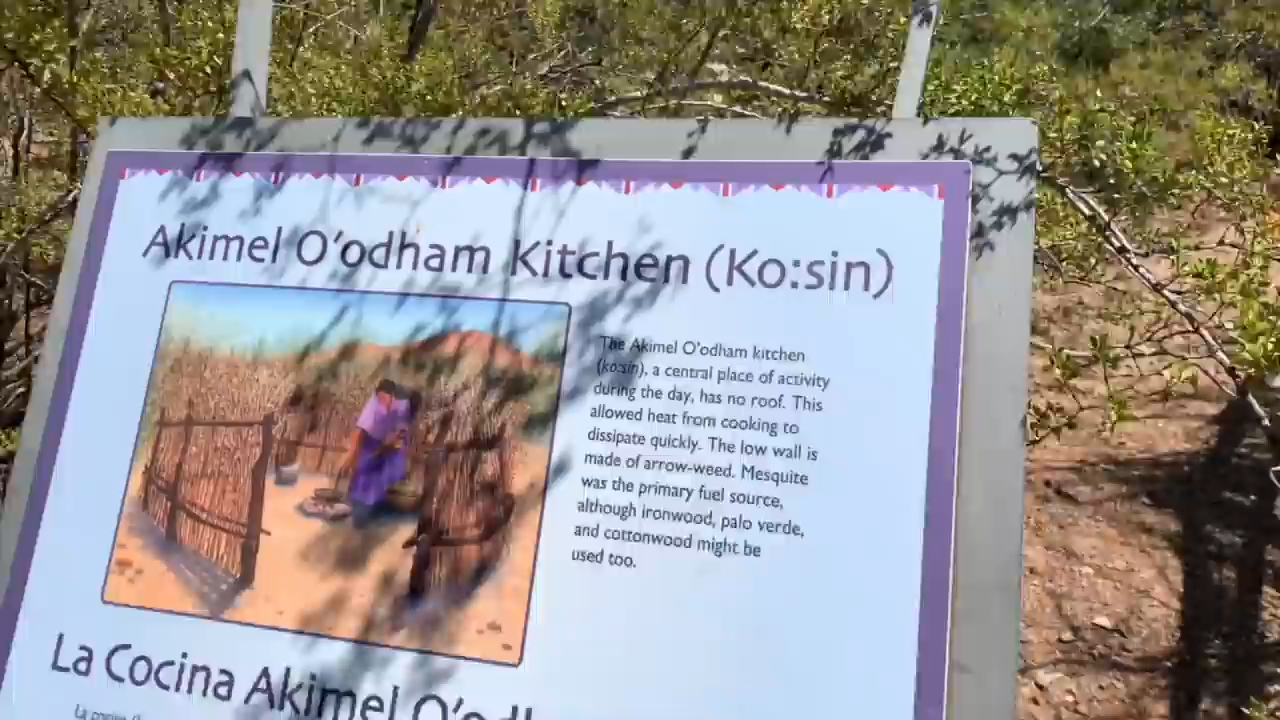 Akimel O'odham Kitchen (Ko:sin)
The Akimel O'odham kitchen
(ko:sin), a central place of activity
during the day, has no roof. This
allowed heat from cooking to
dissipate quickly. The low wall is
made of arrow-weed. Mesquite
was the primary fuel source,
although ironwood, palo verde,
and cottonwood might be
used too.
La Cocina Akimel
La cocina